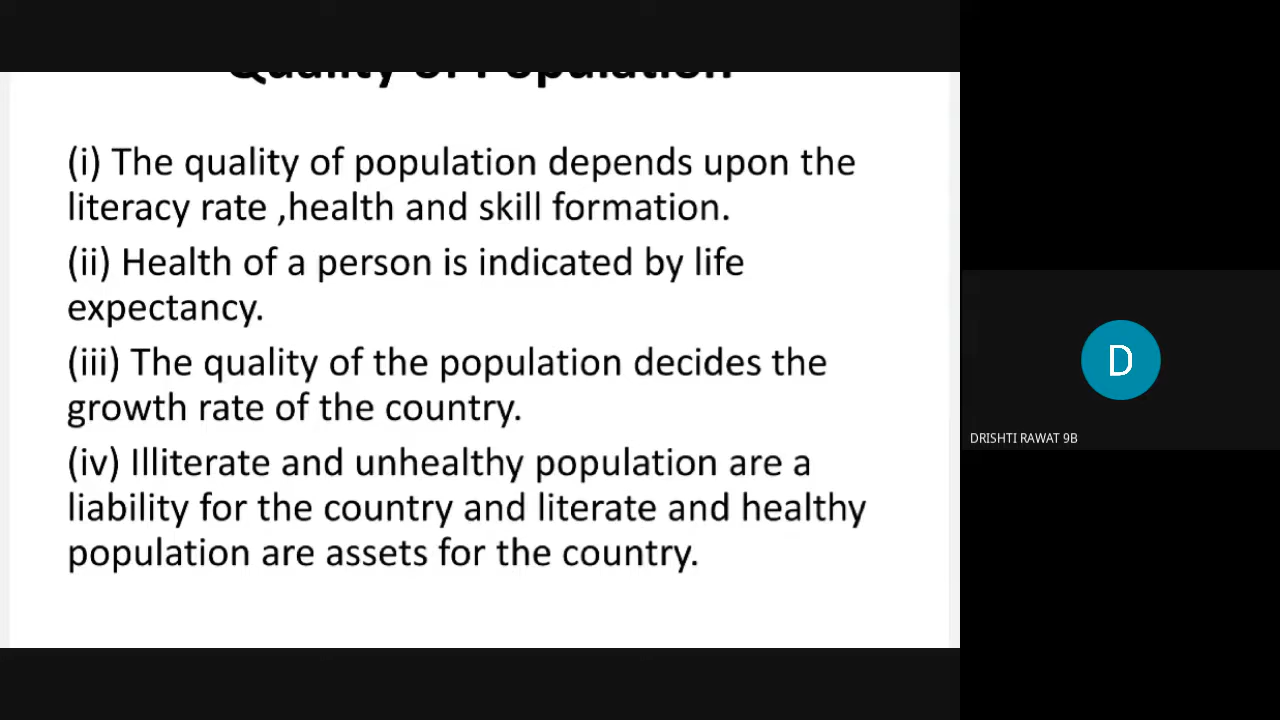 Quality of Population
(i) The quality of population depends upon the
literacy rate ,health and skill formation.
(ii) Health of a person is indicated by life
expectancy.
(iii) The quality of the population decides the
growth rate of the country.
(iv) Illiterate and unhealthy population are a
liability for the country and literate and healthy
population are assets for the country.
D
DRISHTI RAWAT 9B